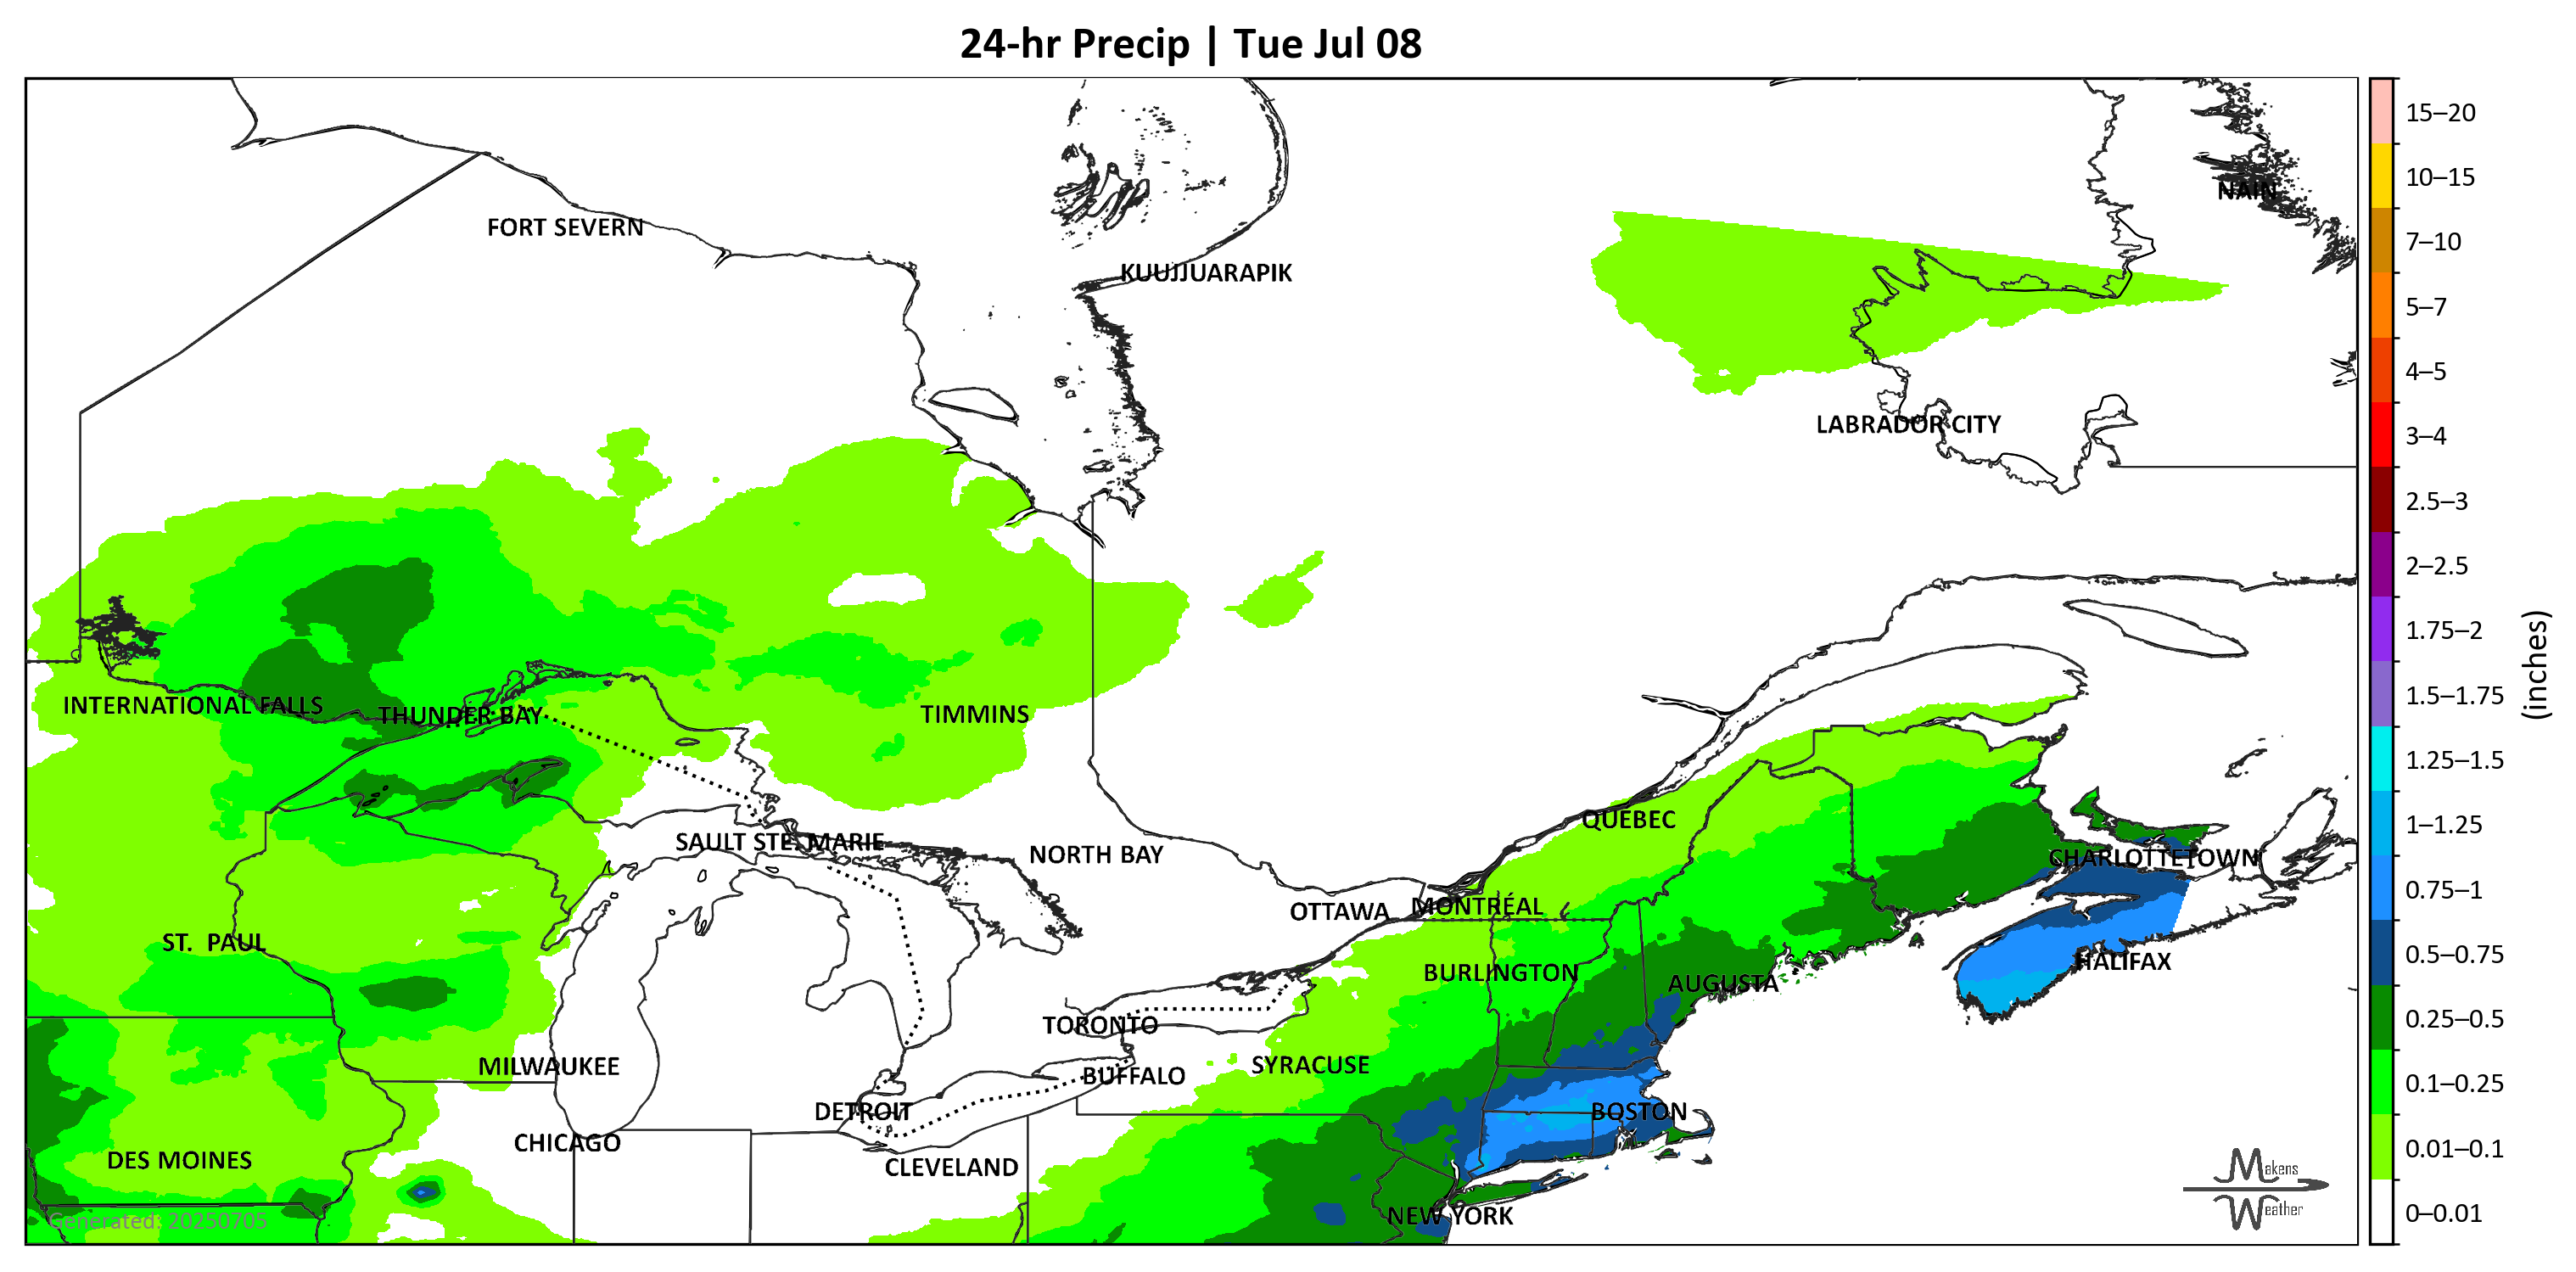 24-hr Precip | Tue Jul 08
NAIN
FORT SEVERN
KUUJJUARAPIK
LABRADOR CITY
INTERNATIONAL FALLS
THUNDER BAY
TIMMINS
QUÉBEC
SAULT STE. MARIE
NORTH BAY
CHARLOTTETOWN
OTTAWA
MONTRÉAL
ST. PAUL
HALIFAX
BURLINGTON
AUGUSTA
TORONTO
MILWAUKEE
SYRACUSE
BUFFALO
DETROIT
BOSTON
CHICAGO
DES MOINES
CLEVELAND
NEW YORK
Generated: 20250705
Makens
Weather
15–20
10–15
7–10
5–7
4–5
3–4
2.5–3
2–2.5
1.75–2
1.5–1.75
1.25–1.5
1–1.25
0.75–1
0.5–0.75
0.25–0.5
0.1–0.25
0.01–0.1
0–0.01
(inches)